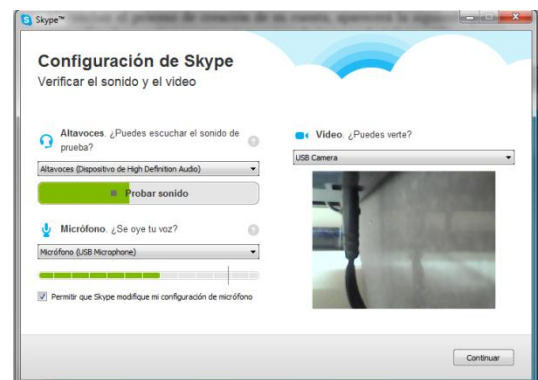 Skype™
Configuración de Skype
Verificar el sonido y el video
Altavoces. ¿Puedes escuchar el sonido de
prueba?
Altavoces (Dispositivo de High Definition Audio)
Probar sonido
Micrófono. ¿Se oye tu voz?
Micrófono (USB Microphone)
Permitir que Skype modifique mi configuración de micrófono
Video. ¿Puedes verte?
USB Camera
Continuar